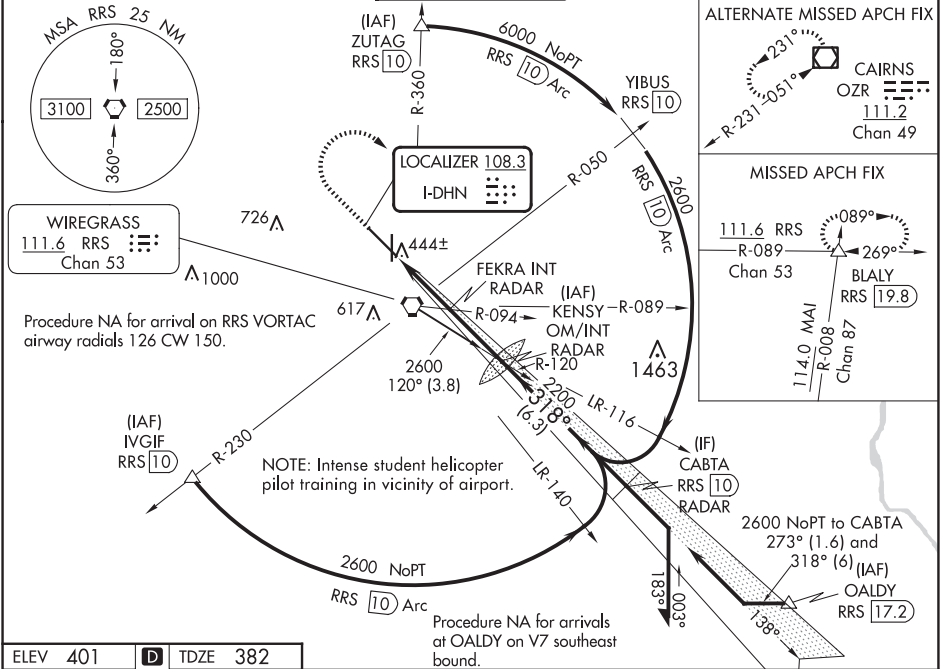 MSA RRS 25 NM
180°
3100
2500
360°
(IAF)
ZUTAG
RRS 10
R-360
6000 NoPT
RRS 10 Arc
YIBUS
RRS 10
R-050
2600
RRS 10 Arc
ALTERNATE MISSED APCH FIX
231°
CAIRNS
OZR
111.2
Chan 49
R-231
051°
LOCALIZER 108.3
I-DHN
MISSED APCH FIX
111.6 RRS
R-089
Chan 53
089°
269°
BLALY
RRS 19.8
114.0 MAI
R-008
Chan 87
WIREGRASS
111.6 RRS
Chan 53
726
1000
617
444±
FEKRA INT
RADAR
R-094
(IAF)
KENSY
OM/INT
RADAR
R-089
R-120
1463
Procedure NA for arrival on RRS VORTAC
airway radials 126 CW 150.
2600
120° (3.8)
2200
318°
(6.3)
LR-116
(IF)
CABTA
RRS 10
RADAR
(IAF)
IVGIF
RRS 10
R-230
NOTE: Intense student helicopter
pilot training in vicinity of airport.
LR-140
2600 NoPT to CABTA
273° (1.6) and
318° (6)
(IAF)
OALDY
RRS 17.2
2600 NoPT
RRS 10 Arc
183°
003°
138°
Procedure NA for arrivals
at OALDY on V7 southeast
bound.
ELEV 401
D
TDZE 382